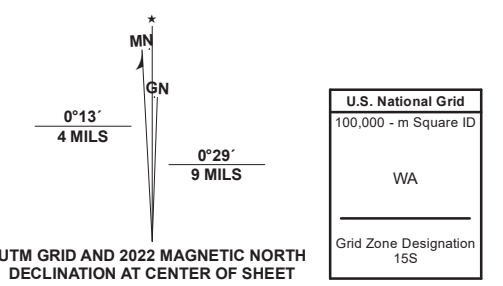 ★
MN
GN
0°13´
4 MILS
0°29´
9 MILS
UTM GRID AND 2022 MAGNETIC NORTH
DECLINATION AT CENTER OF SHEET
U.S. National Grid
100,000 - m Square ID
WA
Grid Zone Designation
15S